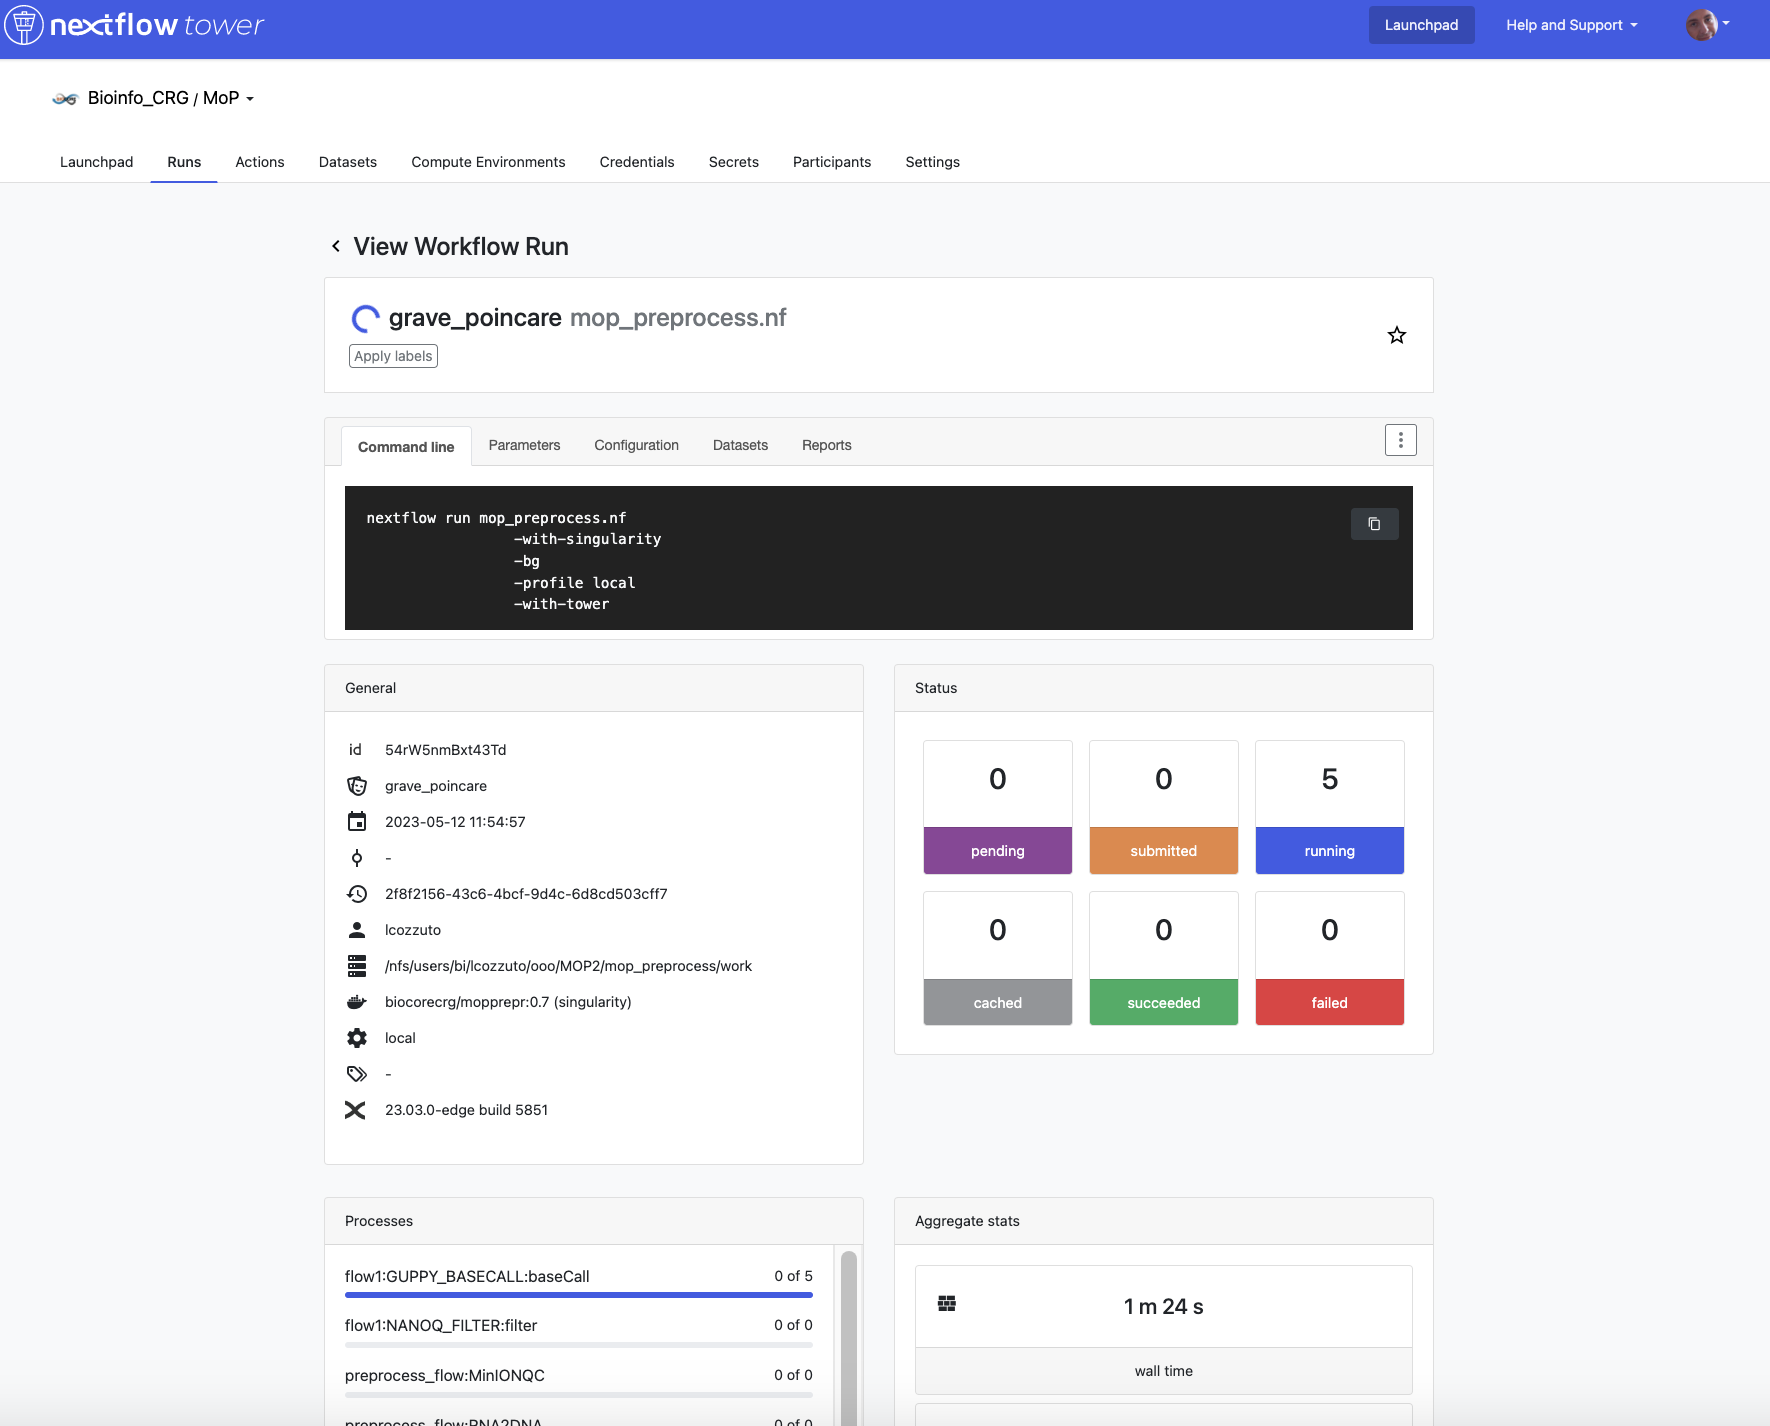 nextflow tower
Launchpad
Help and Support
Bioinfo_CRG / MoP
Launchpad Runs Actions Datasets Compute Environments Credentials Secrets Participants Settings
View Workflow Run
grave_poincare mop_preprocess.nf
Apply labels
Command line Parameters Configuration Datasets Reports
nextflow run mop_preprocess.nf
-with-singularity
-bg
-profile local
-with-tower
General
id 54rW5nmBxt43Td
grave_poincare
2023-05-12 11:54:57
-
2f8f2156-43c6-4bcf-9d4c-6d8cd503cff7
lcozzuto
/nfs/users/bi/lcozzuto/ooo/MOP2/mop_preprocess/work
biocorecrg/mopprepr:0.7 (singularity)
local
-
23.03.0-edge build 5851
Status
0 0 5
pending submitted running
0 0 0
cached succeeded failed
Processes
flow1:GUPPY_BASECALL:baseCall 0 of 5
flow1:NANOQ_FILTER:filter 0 of 0
preprocess_flow:MinIONQC 0 of 0
preprocess_flow:RNA2DNA 0 of 0
Aggregate stats
1 m 24 s
wall time